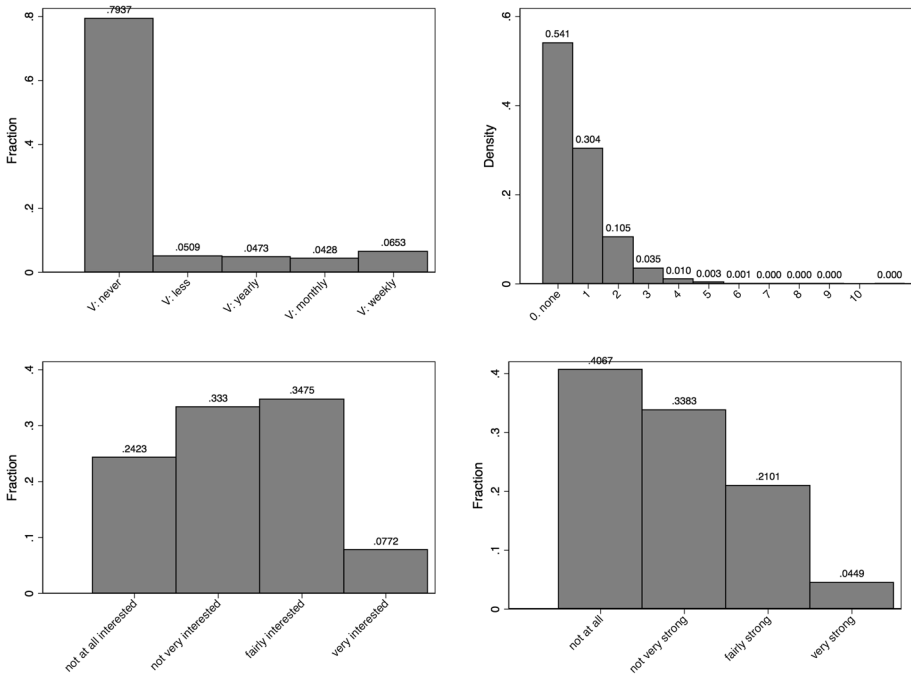 Fraction
.8
.6
.4
.2
0
.7937
.0509
.0473
.0428
.0653
V: never
V: less
V: yearly
V: monthly
V: weekly
Density
.6
.4
.2
0
0.541
0.304
0.105
0.035
0.010
0.003
0.001
0.000
0.000
0.000
0.000
0. none
1
2
3
4
5
6
7
8
9
10
Fraction
.4
.3
.2
.1
0
.2423
.333
.3475
.0772
not at all interested
not very interested
fairly interested
very interested
Fraction
.4
.3
.2
.1
0
.4067
.3383
.2101
.0449
not at all
not very strong
fairly strong
very strong